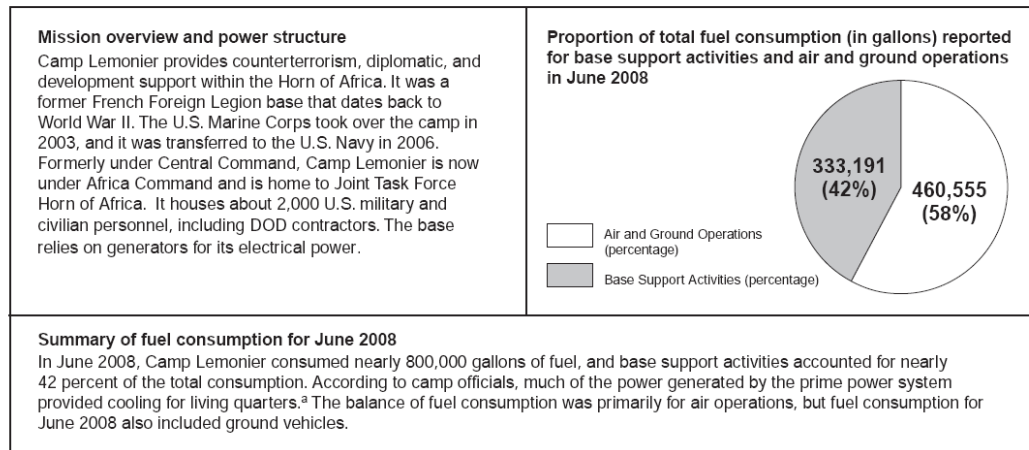 Mission overview and power structure
Camp Lemonier provides counterterrorism, diplomatic, and
development support within the Horn of Africa. It was a
former French Foreign Legion base that dates back to
World War II. The U.S. Marine Corps took over the camp in
2003, and it was transferred to the U.S. Navy in 2006.
Formerly under Central Command, Camp Lemonier is now
under Africa Command and is home to Joint Task Force
Horn of Africa. It houses about 2,000 U.S. military and
civilian personnel, including DOD contractors. The base
relies on generators for its electrical power.
Proportion of total fuel consumption (in gallons) reported
for base support activities and air and ground operations
in June 2008
333,191
(42%)
460,555
(58%)
Air and Ground Operations
(percentage)
Base Support Activities (percentage)
Summary of fuel consumption for June 2008
In June 2008, Camp Lemonier consumed nearly 800,000 gallons of fuel, and base support activities accounted for nearly
42 percent of the total consumption. According to camp officials, much of the power generated by the prime power system
provided cooling for living quarters.ª The balance of fuel consumption was primarily for air operations, but fuel consumption for
June 2008 also included ground vehicles.